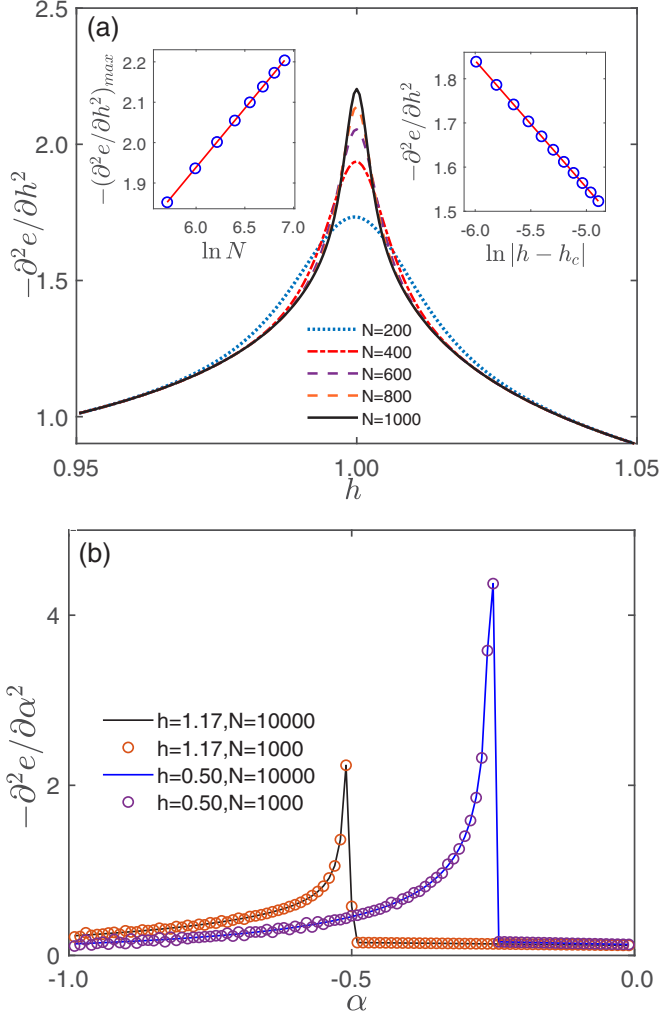 (a)
−∂²e/∂h²
2.5
2.0
1.5
1.0
0.95
1.00
1.05
h
−(∂²e/∂h²)max
2.2
2.1
2.0
1.9
6.0
6.5
7.0
ln N
−∂²e/∂h²
1.8
1.7
1.6
1.5
-6.0
-5.5
-5.0
ln |h − hc|
N=200
N=400
N=600
N=800
N=1000
(b)
−∂²e/∂α²
4
2
0
-1.0
-0.5
0.0
α
h=1.17,N=10000
h=1.17,N=1000
h=0.50,N=10000
h=0.50,N=1000